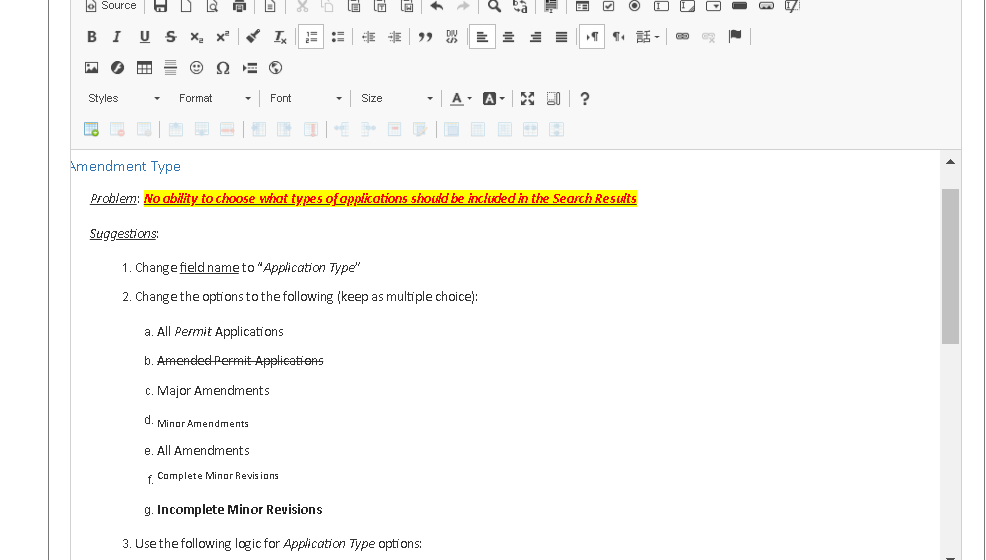 Source
Styles Format Font Size
Amendment Type
Problem: No ability to choose what types of applications should be included in the Search Results
Suggestions:
1. Change field name to "Application Type"
2. Change the options to the following (keep as multiple choice):
a. All Permit Applications
b. Amended Permit Applications
c. Major Amendments
d. Minor Amendments
e. All Amendments
f. Complete Minor Revisions
g. Incomplete Minor Revisions
3. Use the following logic for Application Type options: